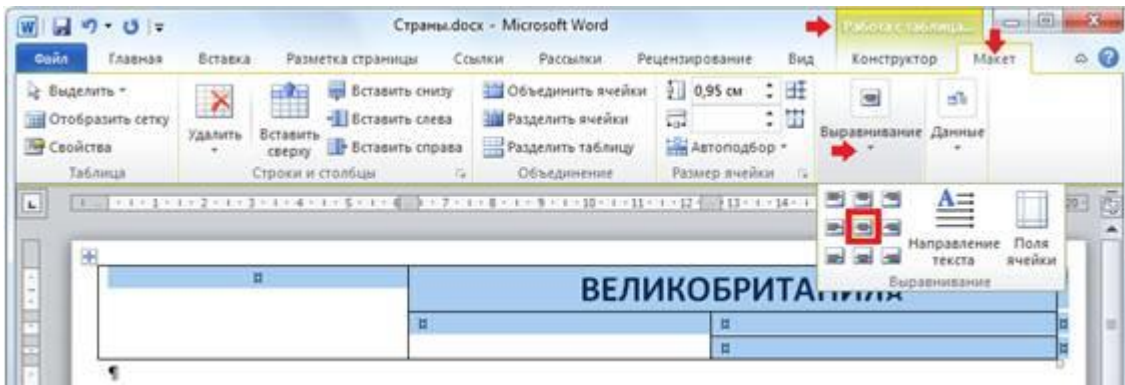 Страны.docx - Microsoft Word
Работа с таблица...
Файл Главная Вставка Разметка страницы Ссылки Рассылки Рецензирование Вид Конструктор Макет
Выделить
Отобразить сетку
Свойства
Таблица
Удалить
Вставить сверху
Вставить снизу
Вставить слева
Вставить справа
Строки и столбцы
Объединить ячейки
Разделить ячейки
Разделить таблицу
Объединение
0,95 см
Автоподбор
Размер ячейки
Выравнивание
Данные
Направление текста
Поля ячейки
Выравнивание
ВЕЛИКОБРИТАНИЯ